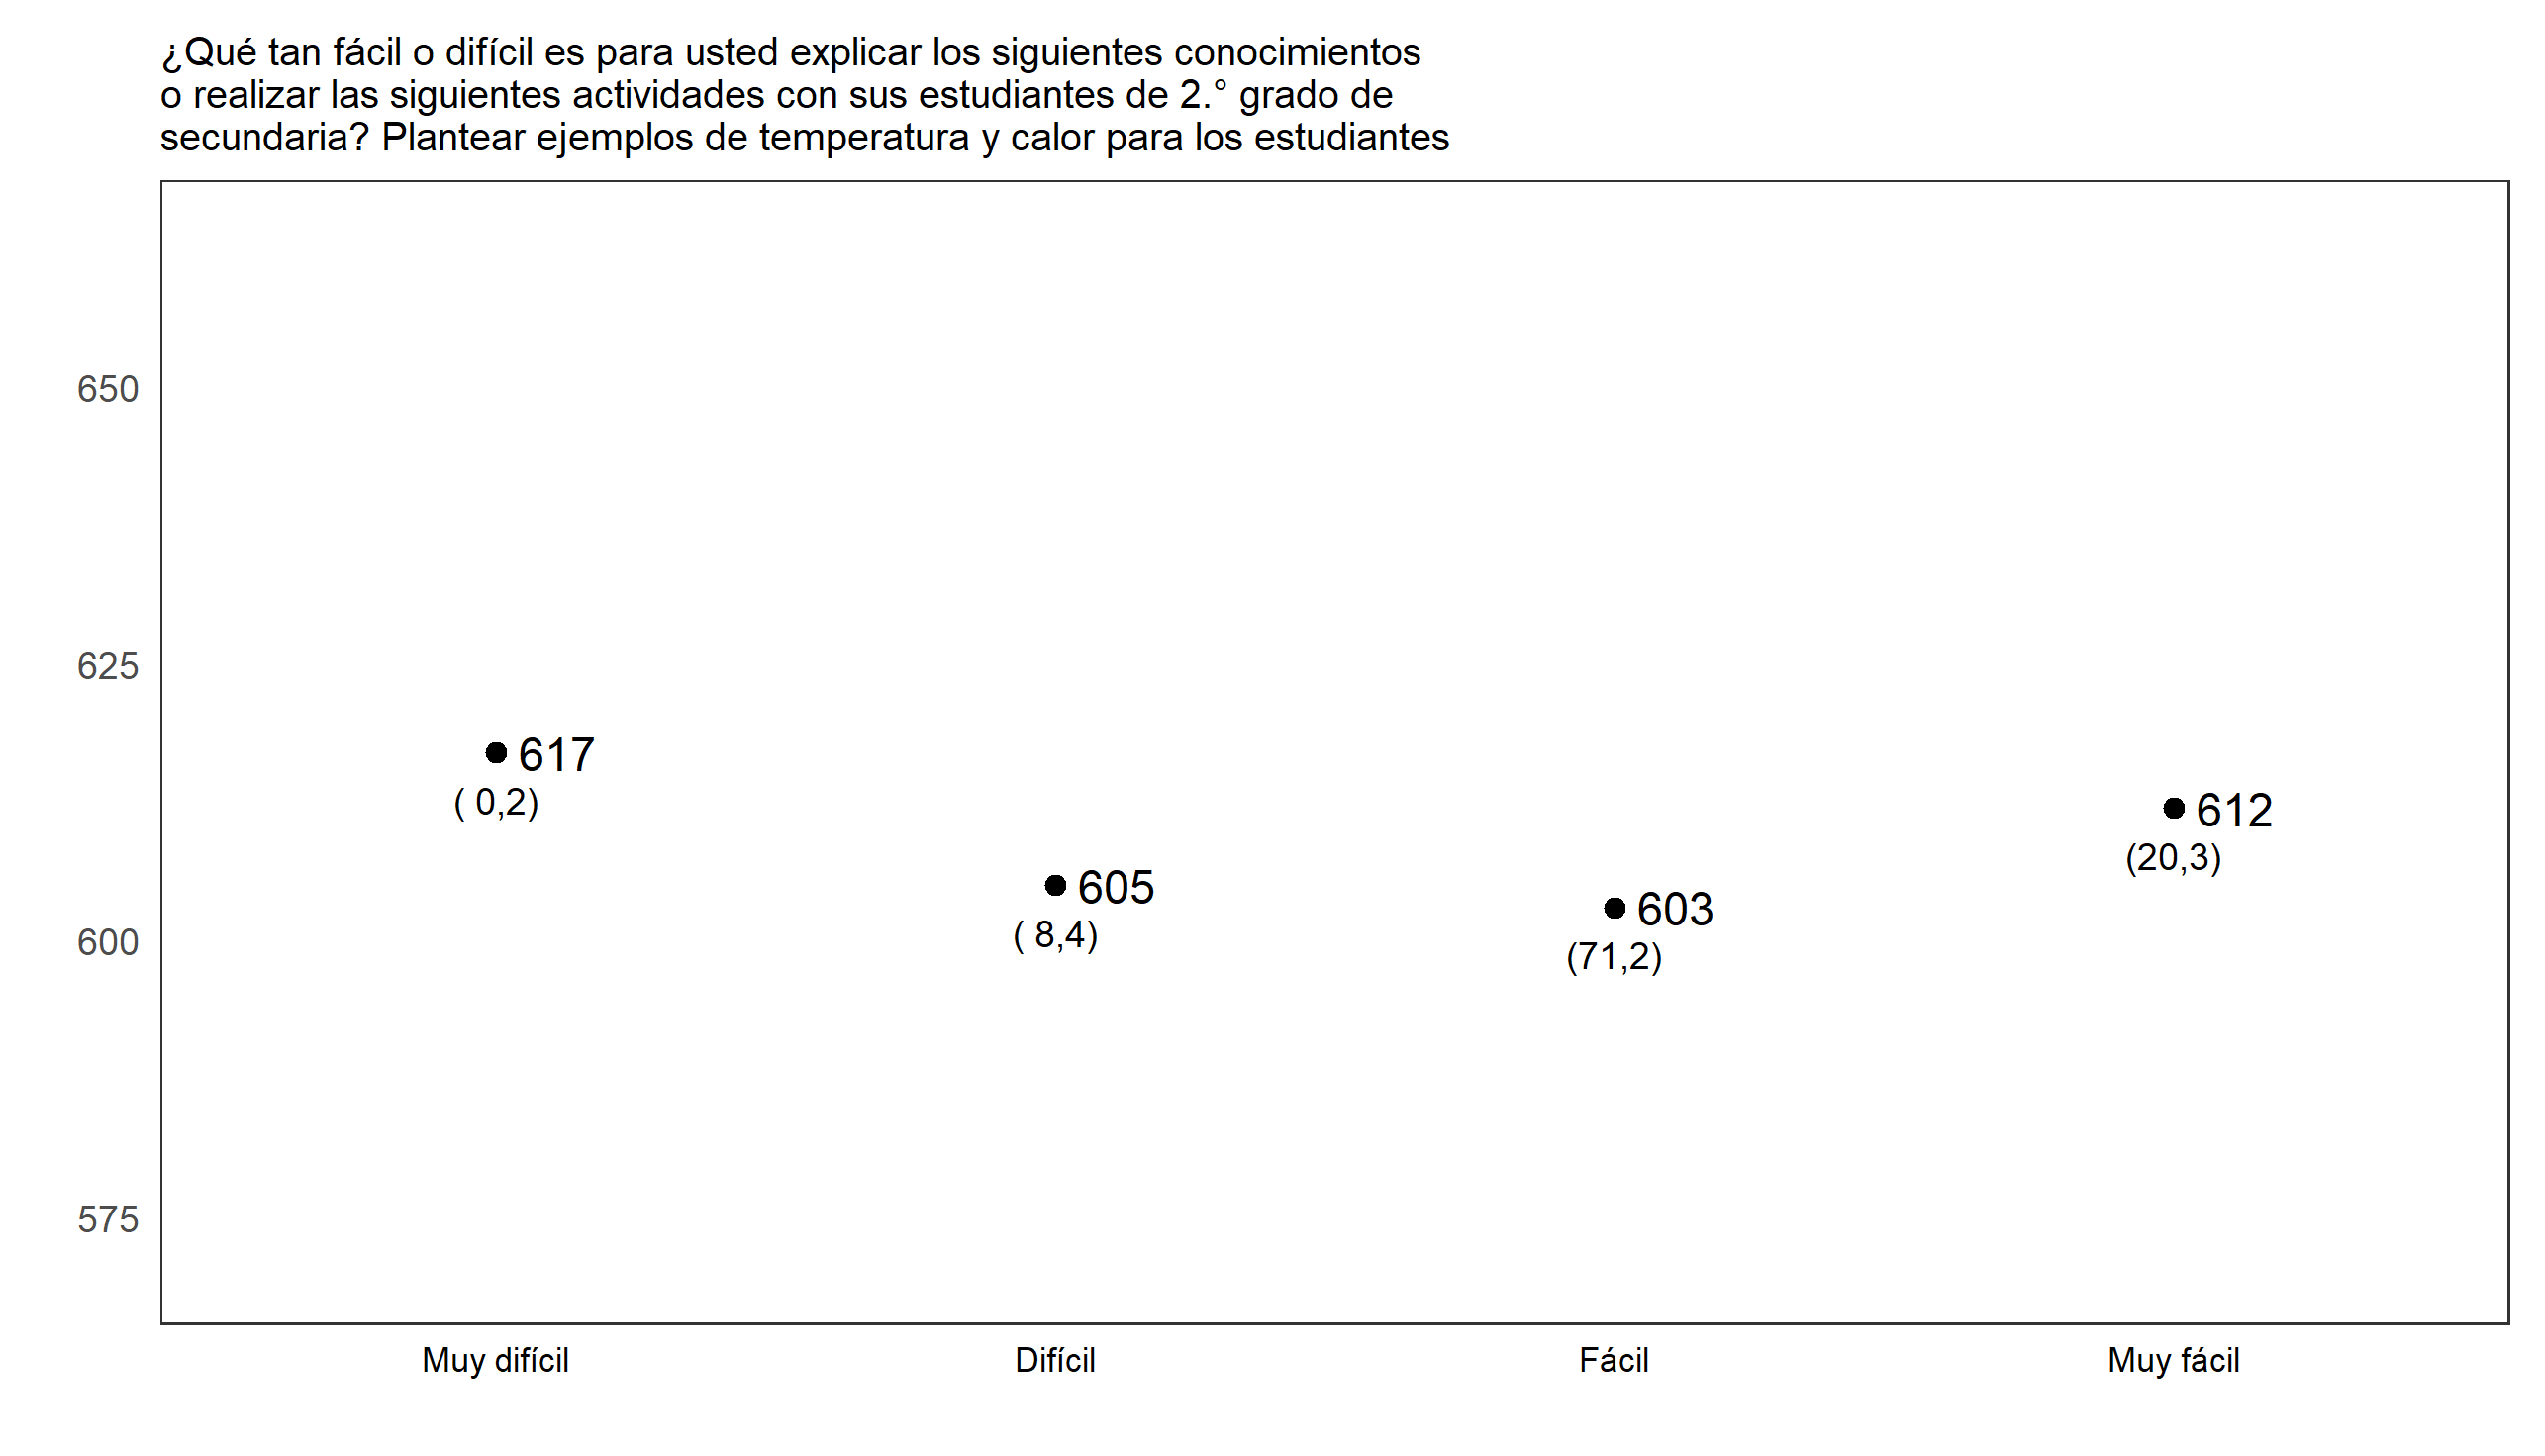 ¿Qué tan fácil o difícil es para usted explicar los siguientes conocimientos
o realizar las siguientes actividades con sus estudiantes de 2.° grado de
secundaria? Plantear ejemplos de temperatura y calor para los estudiantes
650
625
617
( 0,2)
612
(20,3)
605
( 8,4)
603
(71,2)
600
575
Muy difícil
Difícil
Fácil
Muy fácil